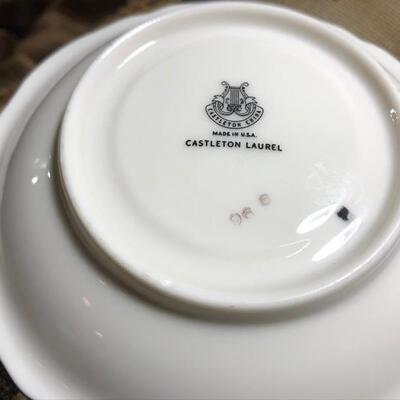 CASTLETON CHINA
MADE IN U.S.A.
CASTLETON LAUREL